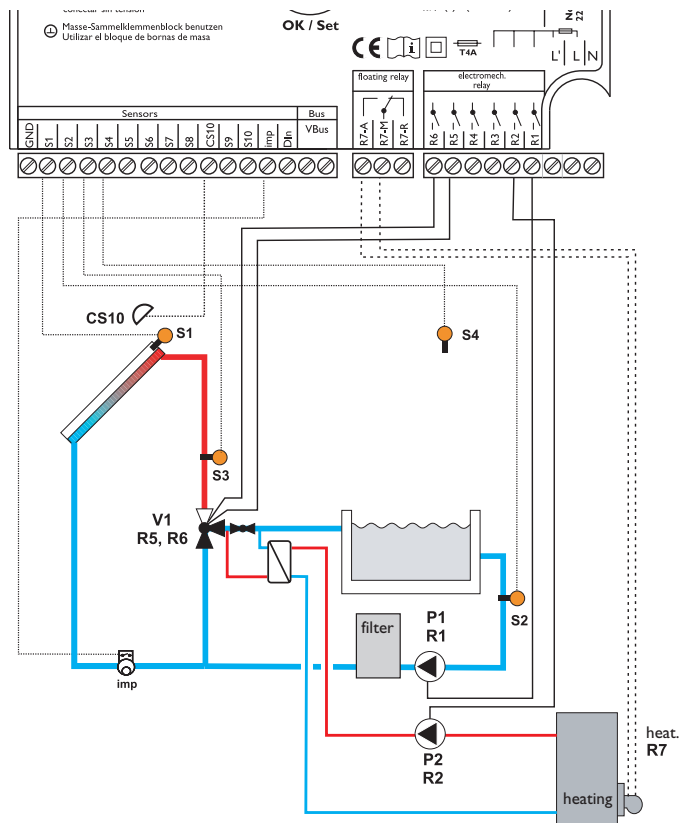 Masse-Sammelklemmenblock benutzen
Utilizar el bloque de bornas de masa
OK / Set
CE
i
T4A
L' L N
floating relay
electromech.
relay
Sensors
Bus
VBus
GND S1 S2 S3 S4 S5 S6 S7 S8 CS10 S9 S10 imp DIn
R7-A R7-M R7-R
R6 R5 R4 R3 R2 R1
CS10
S1
S4
S3
V1
R5, R6
S2
P1
R1
filter
imp
P2
R2
heating
heat.
R7